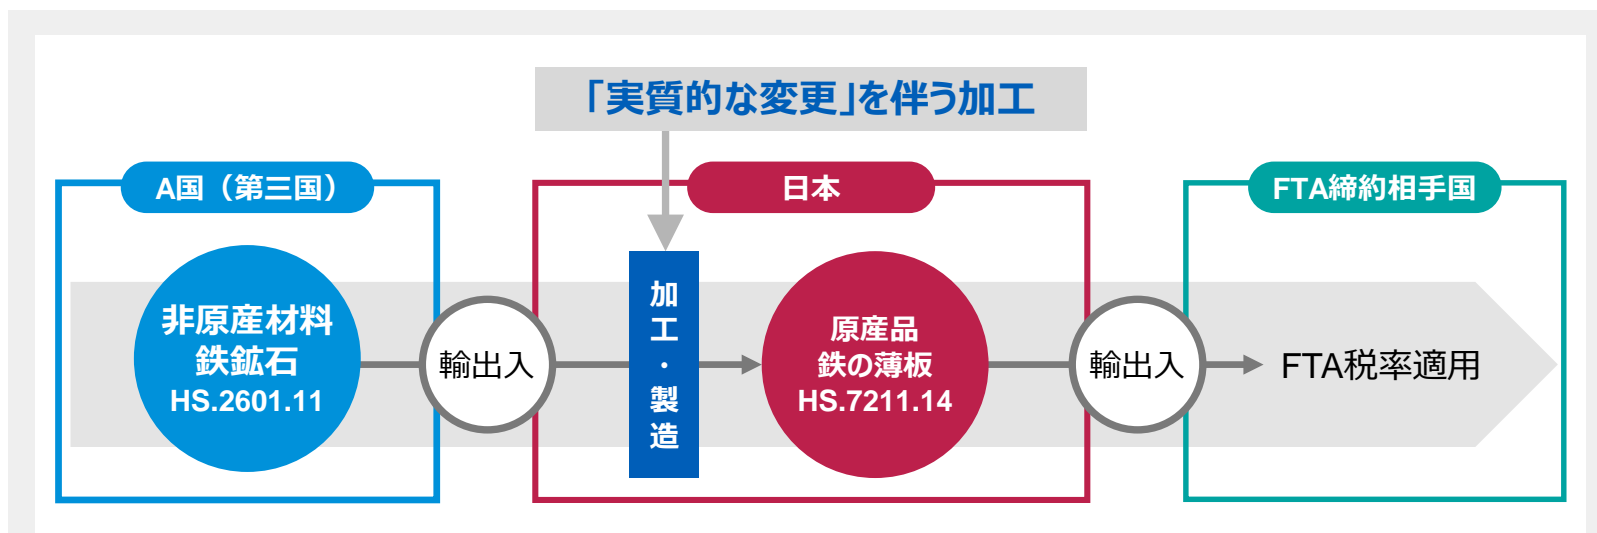 「実質的な変更」を伴う加工
A国（第三国）
日本
FTA締約相手国
非原産材料
鉄鉱石
HS.2601.11
輸出入
加工・製造
原産品
鉄の薄板
HS.7211.14
輸出入
FTA税率適用